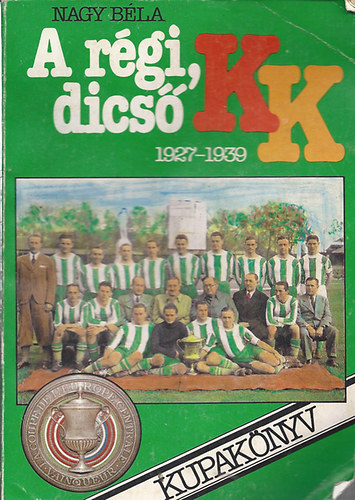 NAGY BÉLA
A régi,
dicső
KK
1927-1939
KUPAKÖNYV